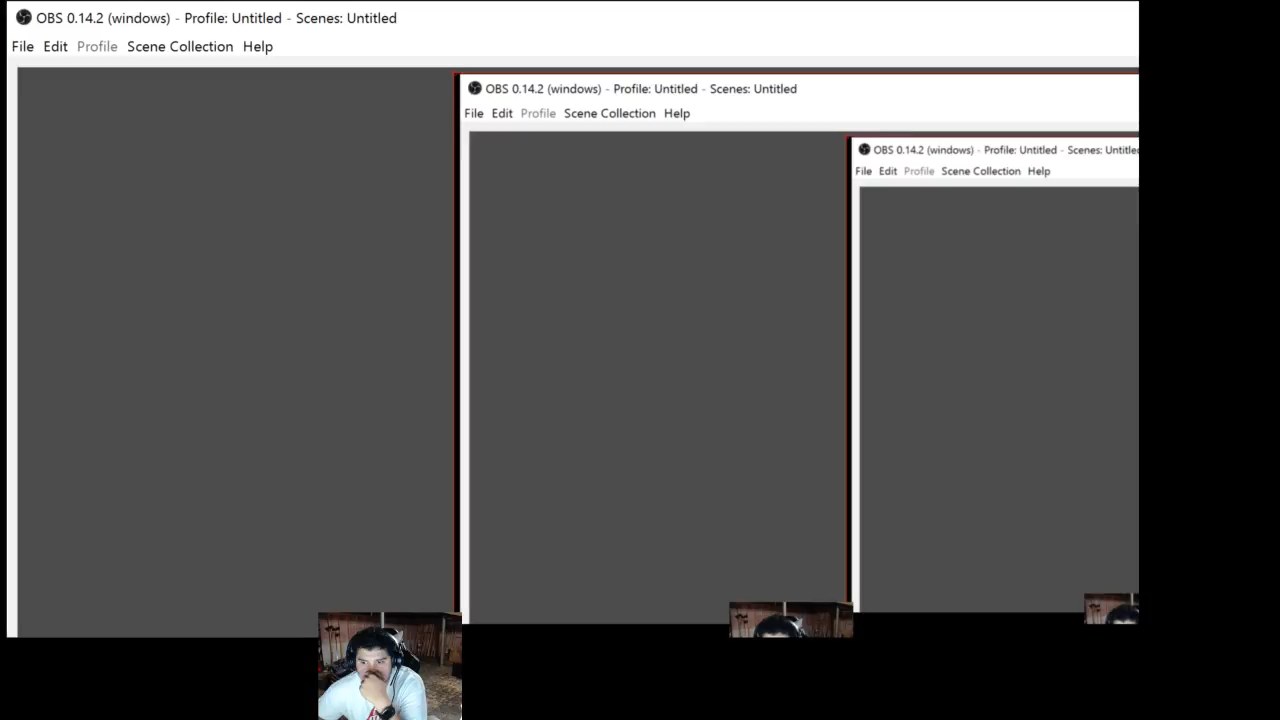 OBS 0.14.2 (windows) - Profile: Untitled - Scenes: Untitled
File Edit Profile Scene Collection Help
OBS 0.14.2 (windows) - Profile: Untitled - Scenes: Untitled
File Edit Profile Scene Collection Help
OBS 0.14.2 (windows) - Profile: Untitled - Scenes:
File Edit Profile Scene Collection Help